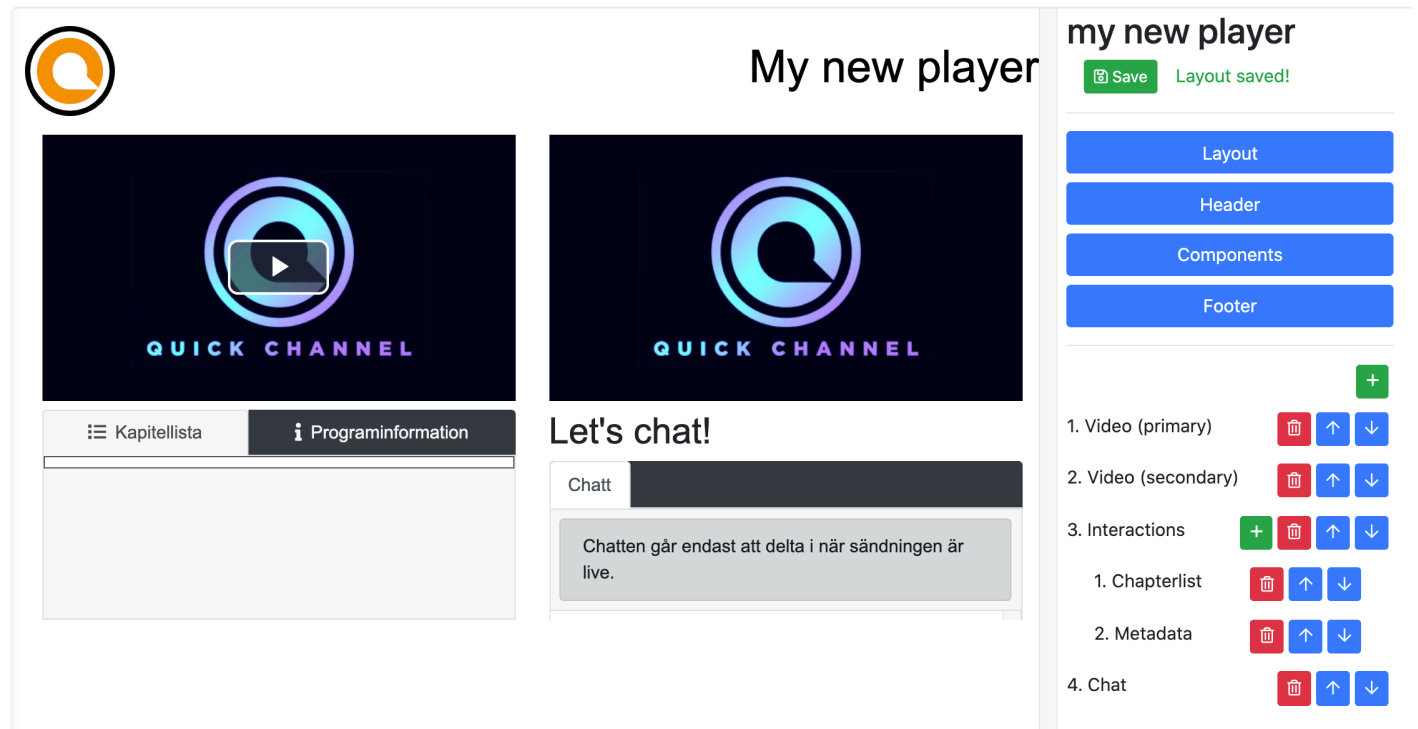 My new player
QUICK CHANNEL
QUICK CHANNEL
Kapitellista
Programinformation
Let's chat!
Chatt
Chatten går endast att delta i när sändningen är
live.
my new player
Save
Layout saved!
Layout
Header
Components
Footer
+
1. Video (primary)
2. Video (secondary)
3. Interactions
+
1. Chapterlist
2. Metadata
4. Chat